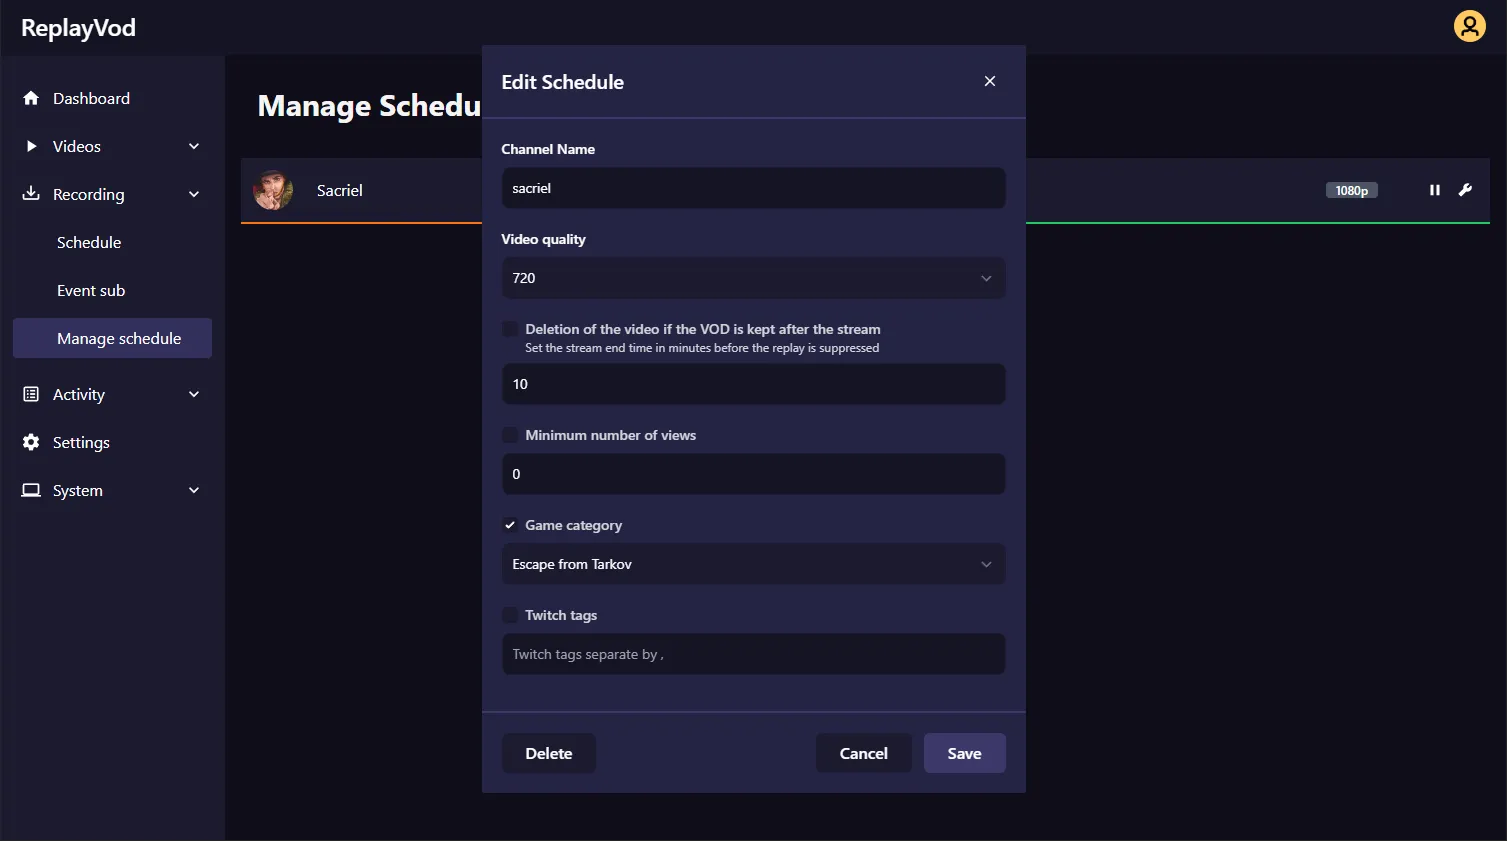 ReplayVod
Dashboard
Videos
Recording
Schedule
Event sub
Manage schedule
Activity
Settings
System
Manage Schedu
Sacriel
1080p
Edit Schedule
Channel Name
sacriel
Video quality
720
Deletion of the video if the VOD is kept after the stream
Set the stream end time in minutes before the replay is suppressed
10
Minimum number of views
0
Game category
Escape from Tarkov
Twitch tags
Twitch tags separate by ,
Delete
Cancel
Save